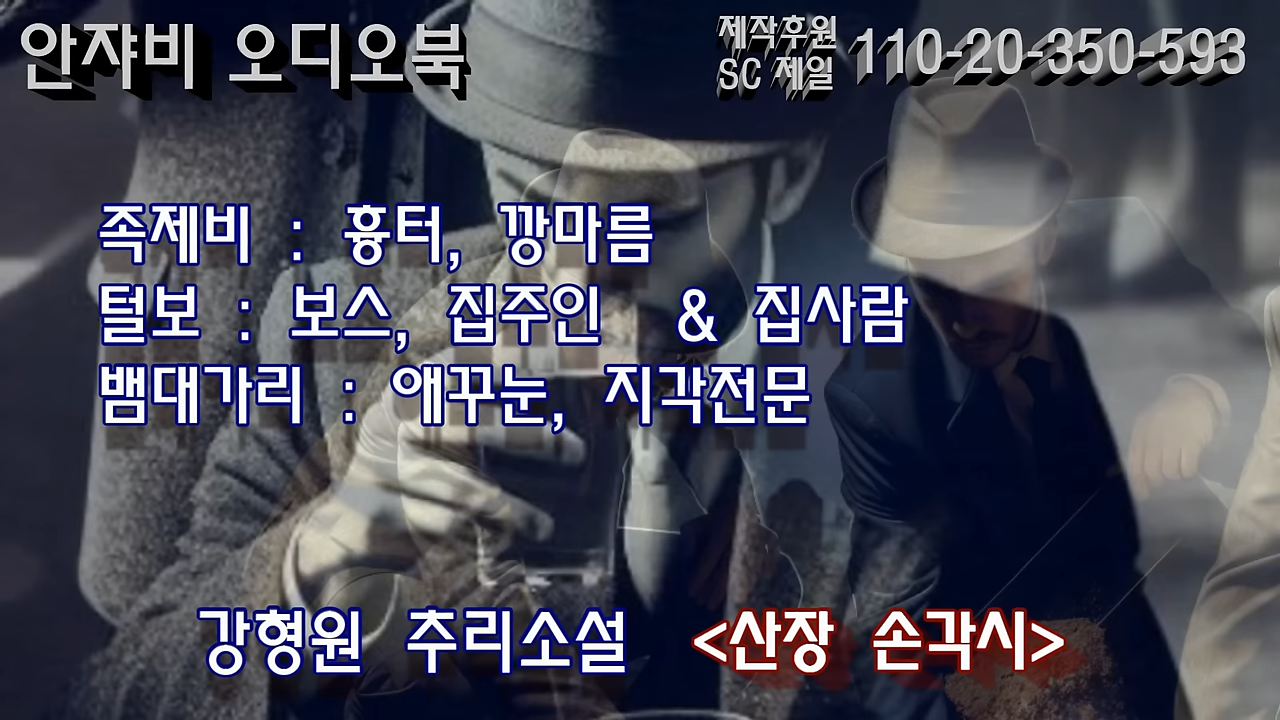 안쟈비 오디오북
제작후원
SC 제일
110-20-350-593
족제비 : 흉터, 깡마름
털보 : 보스, 집주인 & 집사람
뱀대가리 : 애꾸눈, 지각전문
강형원 추리소설 <산장 손각시>